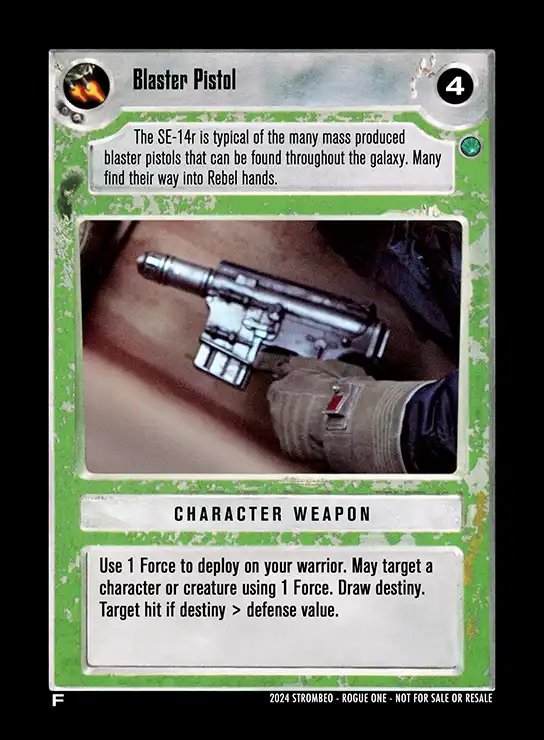 Blaster Pistol
4
The SE-14r is typical of the many mass produced
blaster pistols that can be found throughout the galaxy. Many
find their way into Rebel hands.
CHARACTER WEAPON
Use 1 Force to deploy on your warrior. May target a
character or creature using 1 Force. Draw destiny.
Target hit if destiny > defense value.
F
2024 STROMBEO - ROGUE ONE - NOT FOR SALE OR RESALE